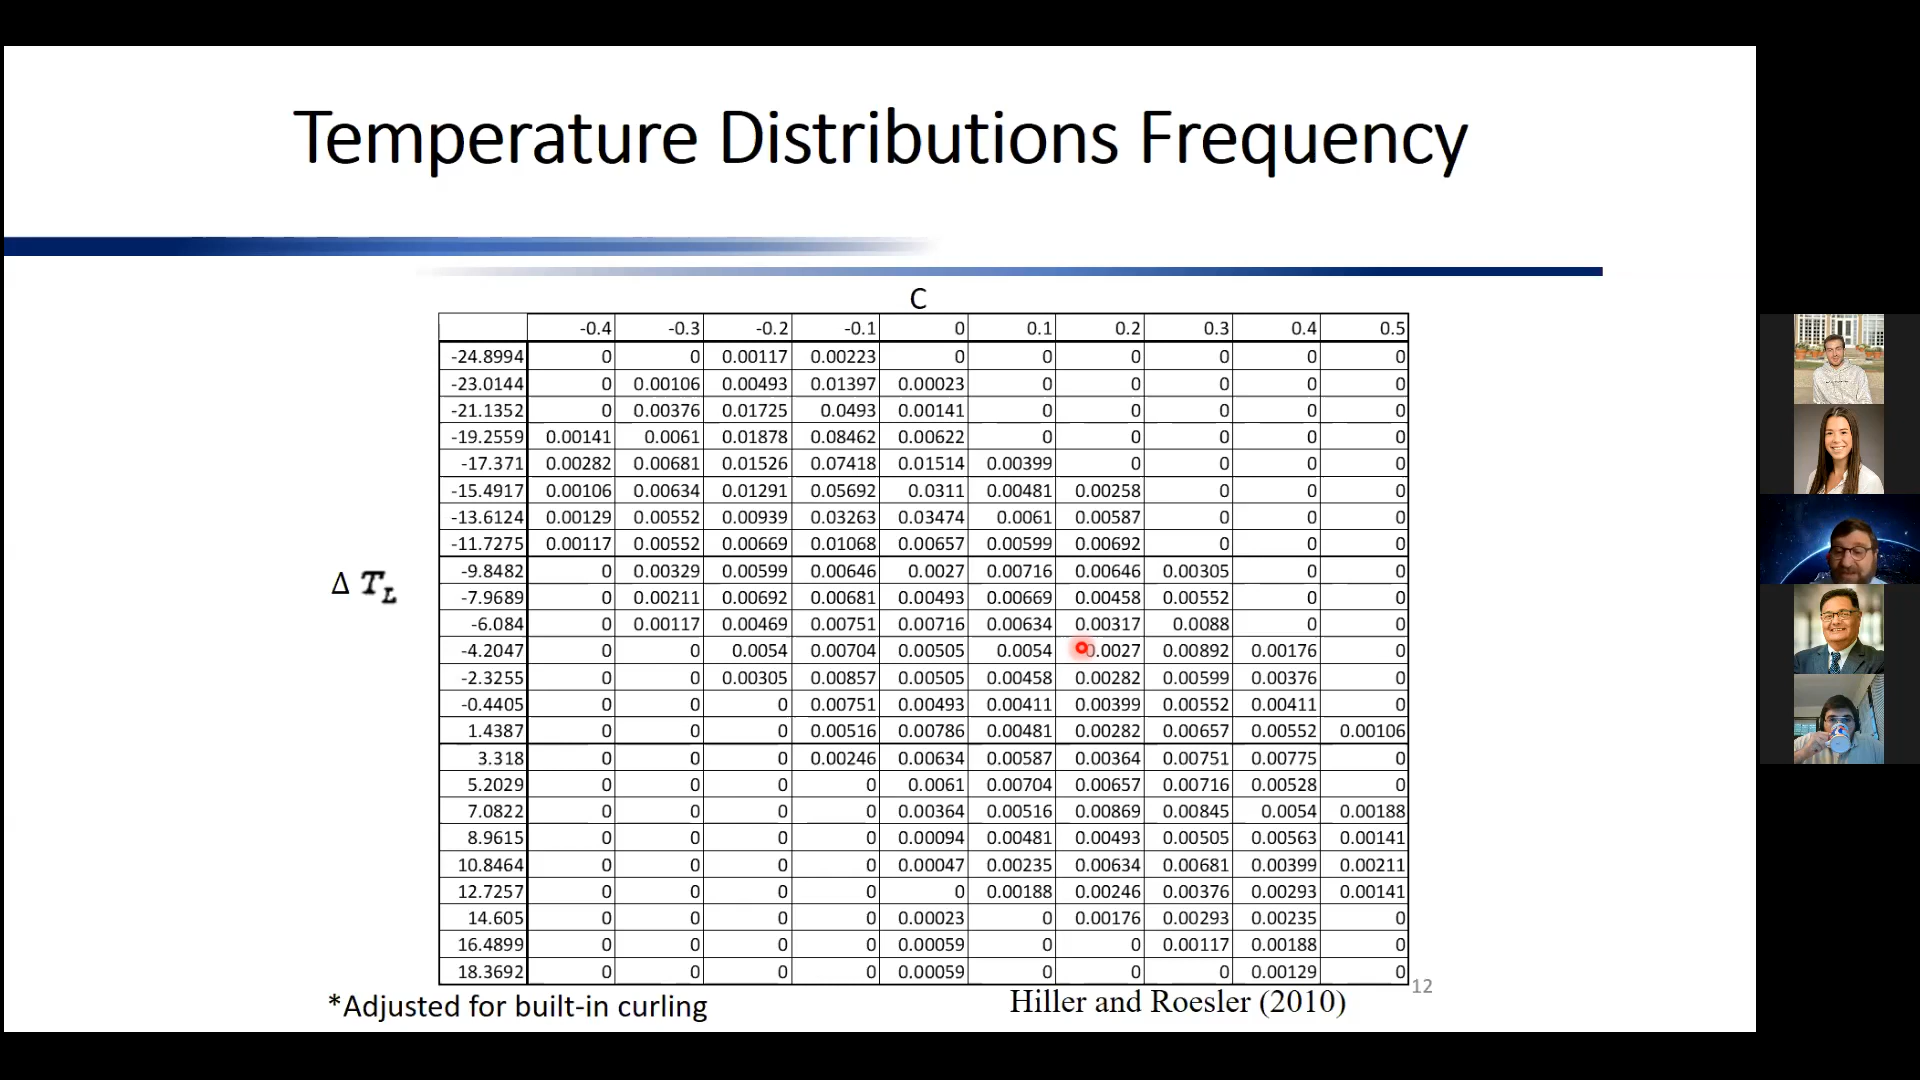 Temperature Distributions Frequency
C
-0.4 -0.3 -0.2 -0.1 0 0.1 0.2 0.3 0.4 0.5
-24.8994 0 0 0.00117 0.00223 0 0 0 0 0 0
-23.0144 0 0.00106 0.00493 0.01397 0.00023 0 0 0 0 0
-21.1352 0 0.00376 0.01725 0.0493 0.00141 0 0 0 0 0
-19.2559 0.00141 0.0061 0.01878 0.08462 0.00622 0 0 0 0 0
-17.371 0.00282 0.00681 0.01526 0.07418 0.01514 0.00399 0 0 0 0
-15.4917 0.00106 0.00634 0.01291 0.05692 0.0311 0.00481 0.00258 0 0 0
-13.6124 0.00129 0.00552 0.00939 0.03263 0.03474 0.0061 0.00587 0 0 0
-11.7275 0.00117 0.00552 0.00669 0.01068 0.00657 0.00599 0.00692 0 0 0
-9.8482 0 0.00329 0.00599 0.00646 0.0027 0.00716 0.00646 0.00305 0 0
Δ T_L
-7.9689 0 0.00211 0.00692 0.00681 0.00493 0.00669 0.00458 0.00552 0 0
-6.084 0 0.00117 0.00469 0.00751 0.00716 0.00634 0.00317 0.0088 0 0
-4.2047 0 0 0.0054 0.00704 0.00505 0.0054 0.0027 0.00892 0.00176 0
-2.3255 0 0 0.00305 0.00857 0.00505 0.00458 0.00282 0.00599 0.00376 0
-0.4405 0 0 0 0.00751 0.00493 0.00411 0.00399 0.00552 0.00411 0
1.4387 0 0 0 0.00516 0.00786 0.00481 0.00282 0.00657 0.00552 0.00106
3.318 0 0 0 0.00246 0.00634 0.00587 0.00364 0.00751 0.00775 0
5.2029 0 0 0 0 0.0061 0.00704 0.00657 0.00716 0.00528 0
7.0822 0 0 0 0 0.00364 0.00516 0.00869 0.00845 0.0054 0.00188
8.9615 0 0 0 0 0.00094 0.00481 0.00493 0.00505 0.00563 0.00141
10.8464 0 0 0 0 0.00047 0.00235 0.00634 0.00681 0.00399 0.00211
12.7257 0 0 0 0 0 0.00188 0.00246 0.00376 0.00293 0.00141
14.605 0 0 0 0 0.00023 0 0.00176 0.00293 0.00235 0
16.4899 0 0 0 0 0.00059 0 0 0.00117 0.00188 0
18.3692 0 0 0 0 0.00059 0 0 0 0.00129 0
12
*Adjusted for built-in curling
Hiller and Roesler (2010)